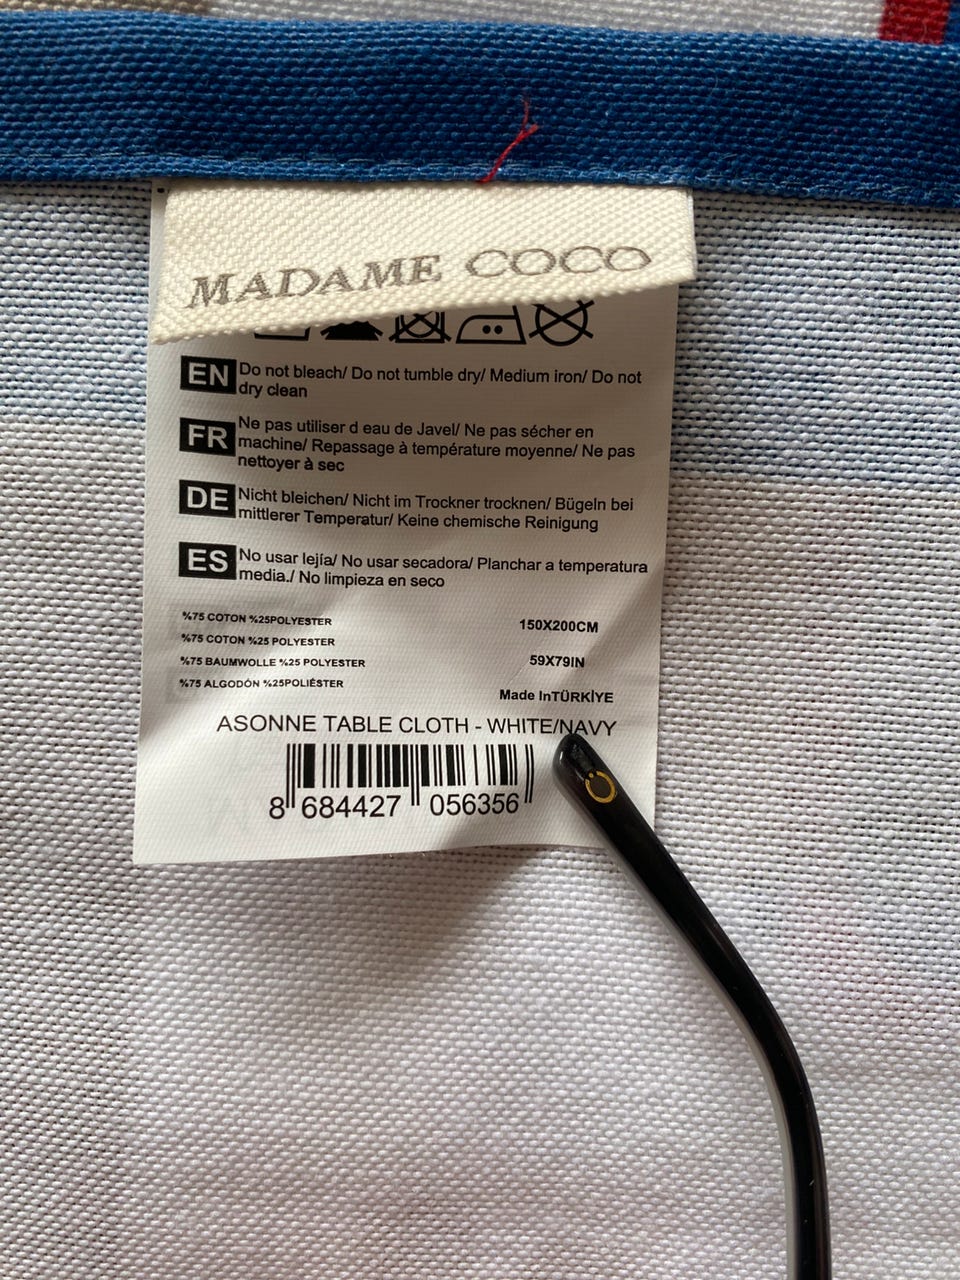 MADAME COCO
EN Do not bleach/ Do not tumble dry/ Medium iron/ Do not
dry clean
FR Ne pas utiliser d eau de Javel/ Ne pas sécher en
machine/ Repassage à température moyenne/ Ne pas
nettoyer à sec
DE Nicht bleichen/ Nicht im Trockner trocknen/ Bügeln bei
mittlerer Temperatur/ Keine chemische Reinigung
ES No usar lejía/ No usar secadora/ Planchar a temperatura
media./ No limpieza en seco
%75 COTON %25POLYESTER
%75 COTON %25 POLYESTER
%75 BAUMWOLLE %25 POLYESTER
%75 ALGODÓN %25POLIÉSTER
150X200CM
59X79IN
Made InTÜRKİYE
ASONNE TABLE CLOTH - WHITE/NAVY
8 684427 056356